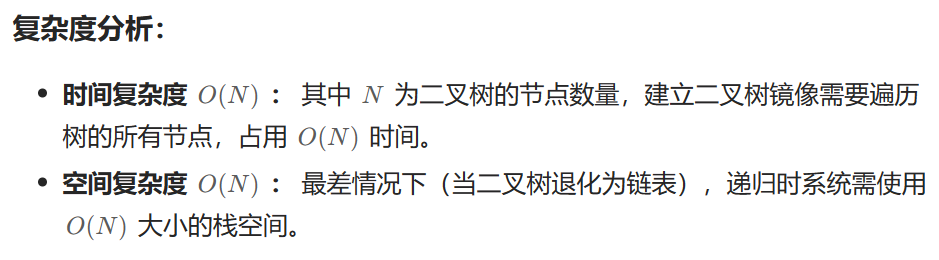 复杂度分析：
• 时间复杂度 O(N) ： 其中 N 为二叉树的节点数量，建立二叉树镜像需要遍历
树的所有节点，占用 O(N) 时间。
• 空间复杂度 O(N) ： 最差情况下（当二叉树退化为链表），递归时系统需使用
O(N) 大小的栈空间。